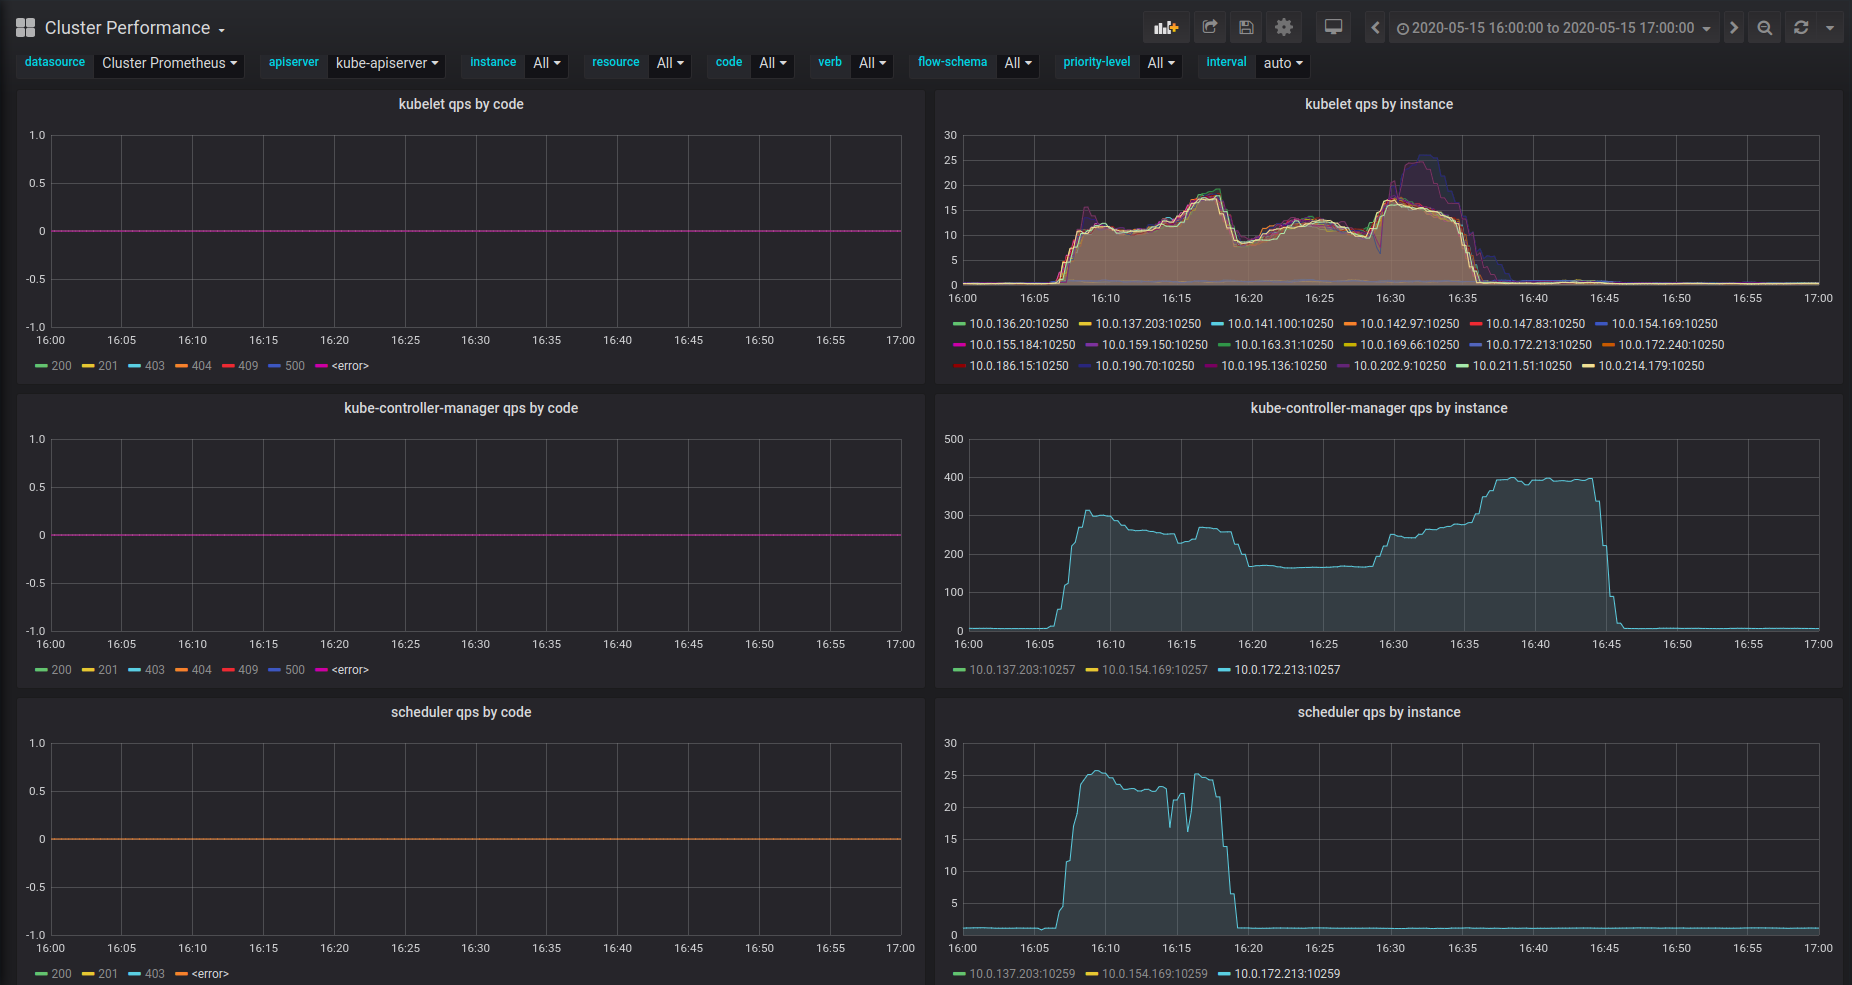 Cluster Performance
2020-05-15 16:00:00 to 2020-05-15 17:00:00
datasource Cluster Prometheus apiserver kube-apiserver instance All resource All code All verb All flow-schema All priority-level All interval auto
kubelet qps by code
1.0
0.5
0
-0.5
-1.0
16:00 16:05 16:10 16:15 16:20 16:25 16:30 16:35 16:40 16:45 16:50 16:55 17:00
200 201 403 404 409 500 <error>
kubelet qps by instance
30
25
20
15
10
5
0
16:00 16:05 16:10 16:15 16:20 16:25 16:30 16:35 16:40 16:45 16:50 16:55 17:00
10.0.136.20:10250 10.0.137.203:10250 10.0.141.100:10250 10.0.142.97:10250 10.0.147.83:10250 10.0.154.169:10250
10.0.155.184:10250 10.0.159.150:10250 10.0.163.31:10250 10.0.169.66:10250 10.0.172.213:10250 10.0.172.240:10250
10.0.186.15:10250 10.0.190.70:10250 10.0.195.136:10250 10.0.202.9:10250 10.0.211.51:10250 10.0.214.179:10250
kube-controller-manager qps by code
1.0
0.5
0
-0.5
-1.0
16:00 16:05 16:10 16:15 16:20 16:25 16:30 16:35 16:40 16:45 16:50 16:55 17:00
200 201 403 404 409 500 <error>
kube-controller-manager qps by instance
500
400
300
200
100
0
16:00 16:05 16:10 16:15 16:20 16:25 16:30 16:35 16:40 16:45 16:50 16:55 17:00
10.0.137.203:10257 10.0.154.169:10257 10.0.172.213:10257
scheduler qps by code
1.0
0.5
0
-0.5
-1.0
16:00 16:05 16:10 16:15 16:20 16:25 16:30 16:35 16:40 16:45 16:50 16:55 17:00
200 201 403 <error>
scheduler qps by instance
30
25
20
15
10
5
0
16:00 16:05 16:10 16:15 16:20 16:25 16:30 16:35 16:40 16:45 16:50 16:55 17:00
10.0.137.203:10259 10.0.154.169:10259 10.0.172.213:10259